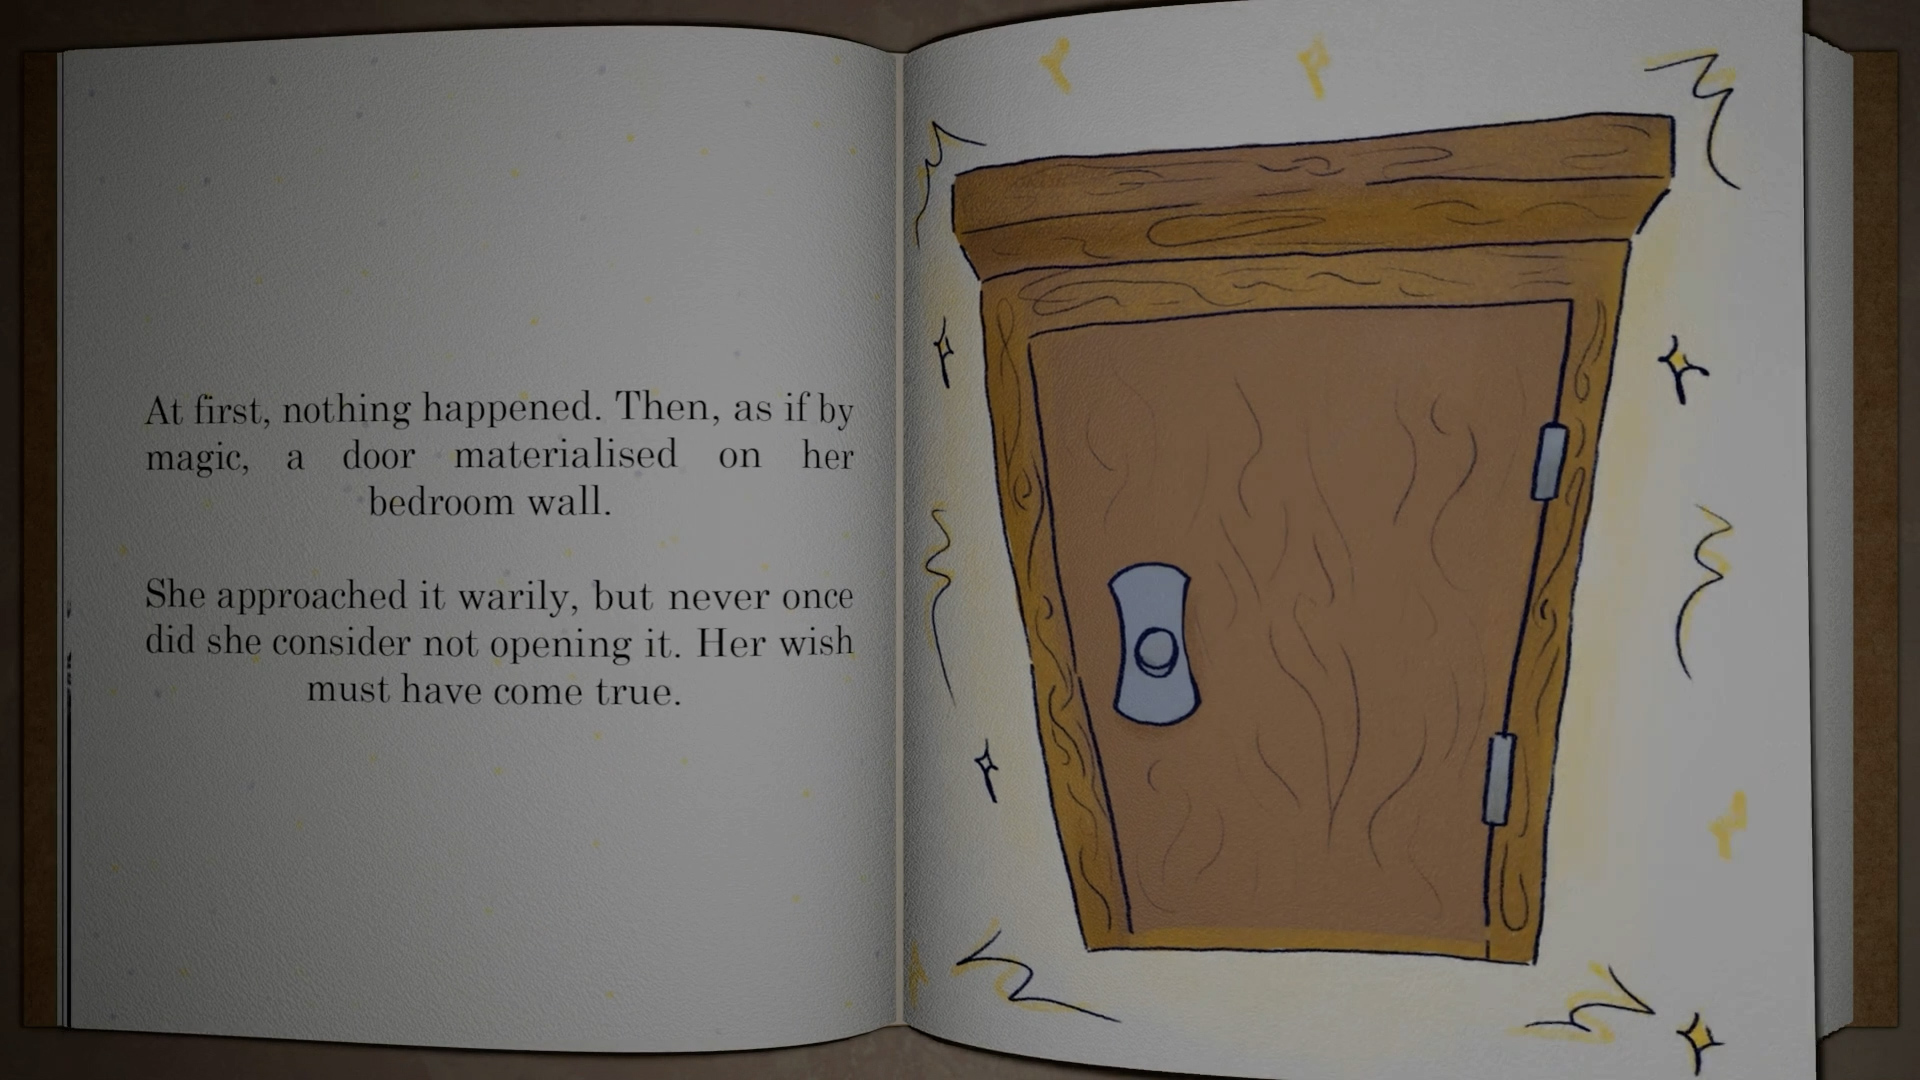 At first, nothing happened. Then, as if by
magic, a door materialised on her
bedroom wall.
She approached it warily, but never once
did she consider not opening it. Her wish
must have come true.